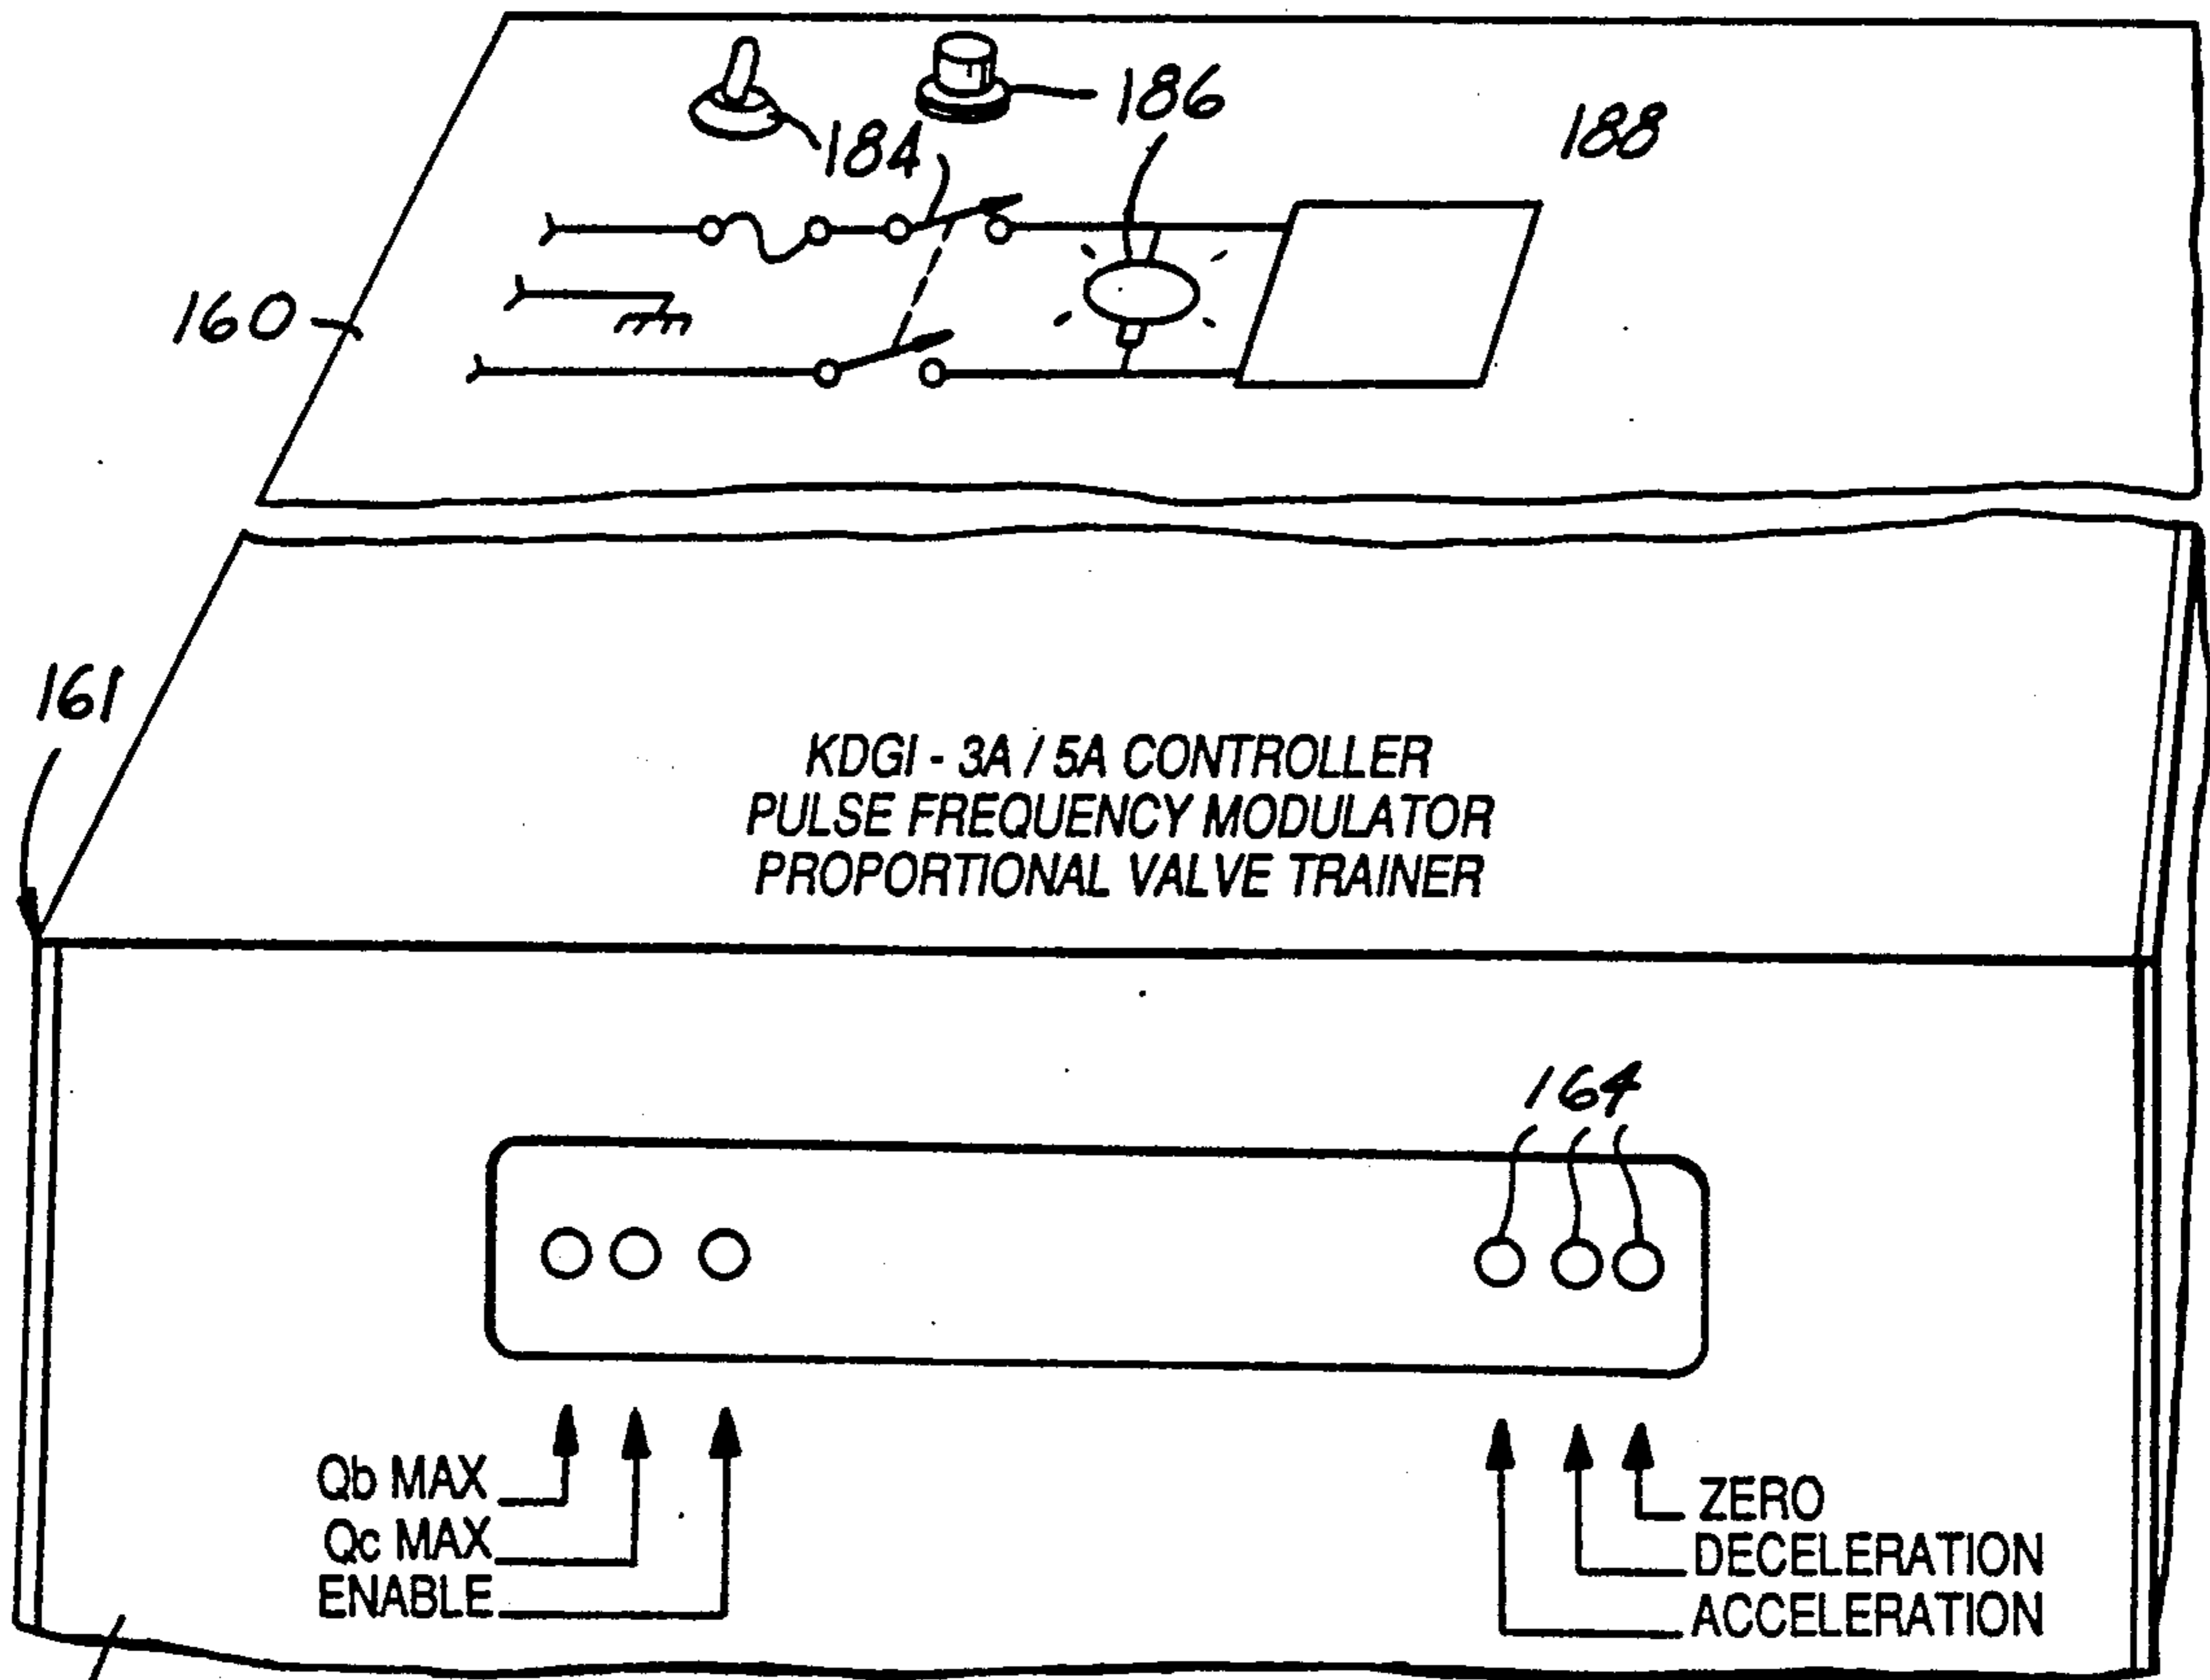 186
184
188
160
161
KDGI - 3A / 5A CONTROLLER
PULSE FREQUENCY MODULATOR
PROPORTIONAL VALVE TRAINER
164
Qb MAX
Qc MAX
ENABLE
ZERO
DECELERATION
ACCELERATION